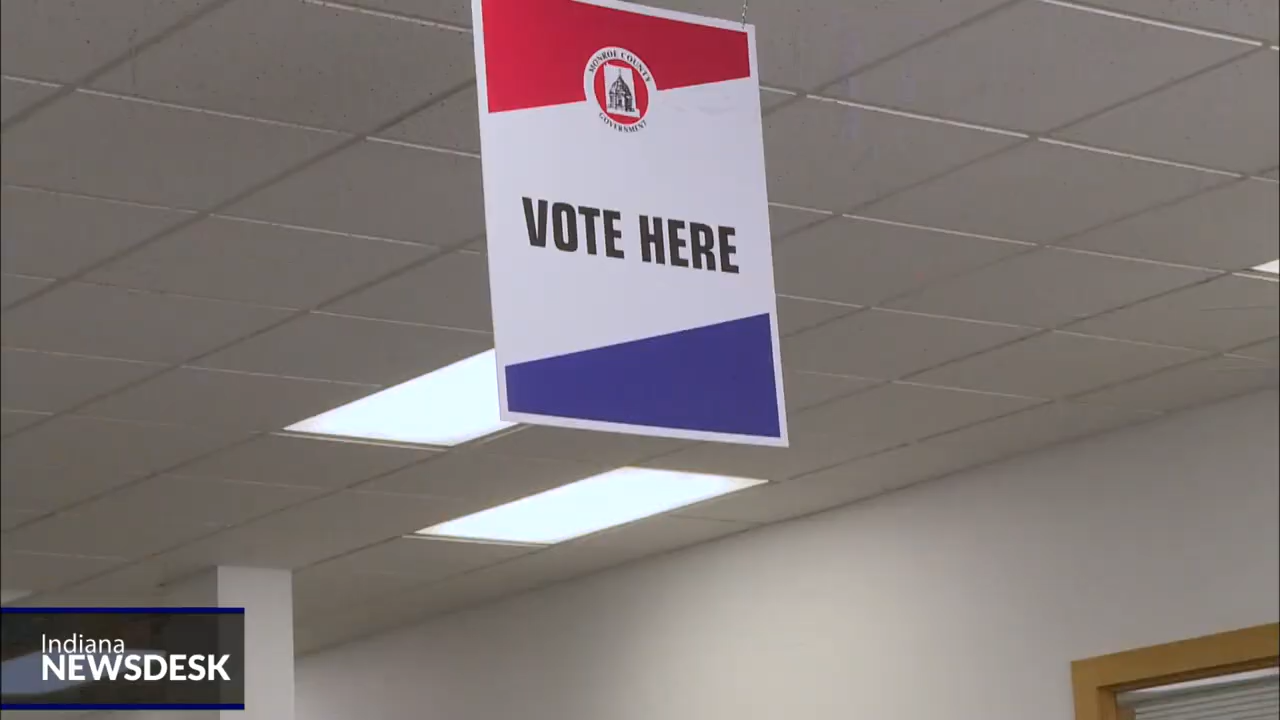 MONROE COUNTY
GOVERNMENT
VOTE HERE
Indiana
NEWSDESK